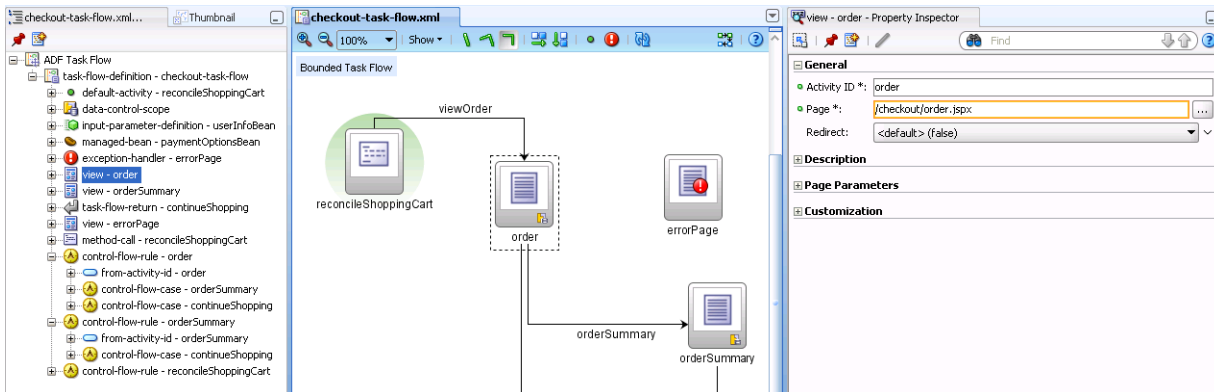 checkout-task-flow.xml...
Thumbnail
ADF Task Flow
task-flow-definition - checkout-task-flow
default-activity - reconcileShoppingCart
data-control-scope
input-parameter-definition - userInfoBean
managed-bean - paymentOptionsBean
exception-handler - errorPage
view - order
view - orderSummary
task-flow-return - continueShopping
view - errorPage
method-call - reconcileShoppingCart
control-flow-rule - order
from-activity-id - order
control-flow-case - orderSummary
control-flow-case - continueShopping
control-flow-rule - orderSummary
from-activity-id - orderSummary
control-flow-case - continueShopping
control-flow-rule - reconcileShoppingCart
checkout-task-flow.xml
100%
Show
Bounded Task Flow
viewOrder
reconcileShoppingCart
order
errorPage
orderSummary
orderSummary
view - order - Property Inspector
Find
General
Activity ID *: order
Page *: /checkout/order.jspx
...
Redirect: <default> (false)
Description
Page Parameters
Customization